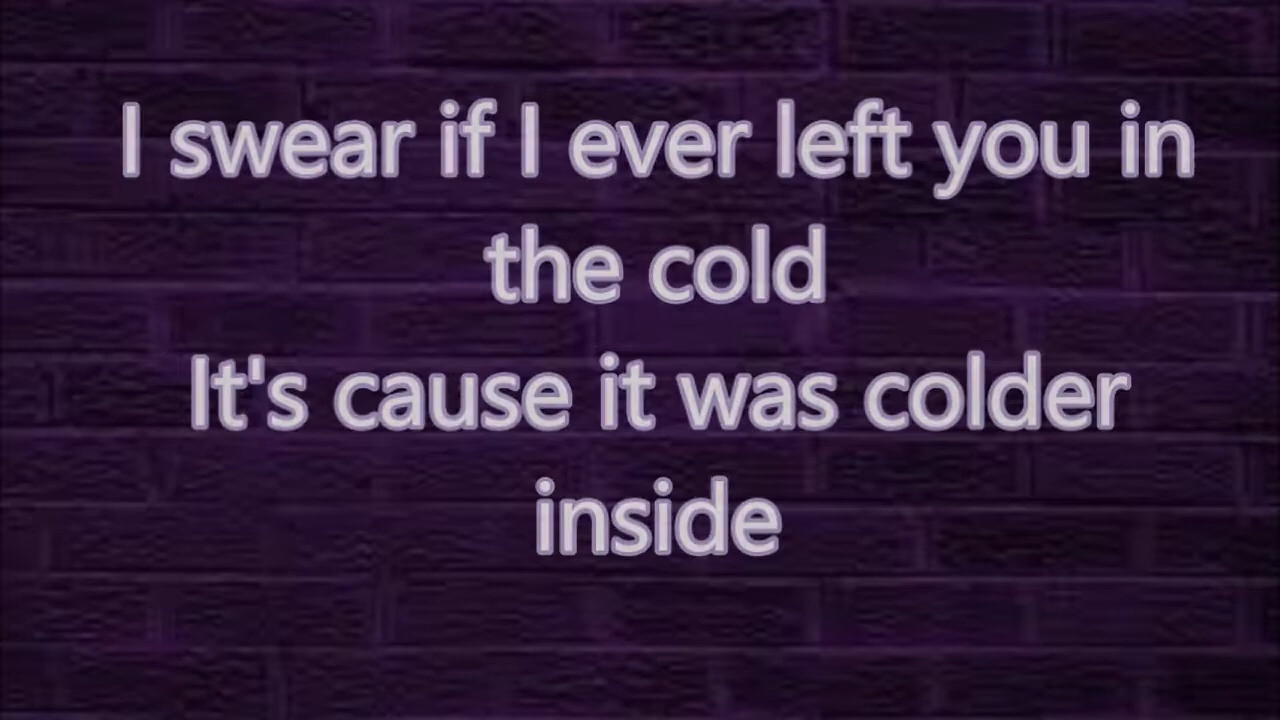 I swear if I ever left you in
the cold
It's cause it was colder
inside